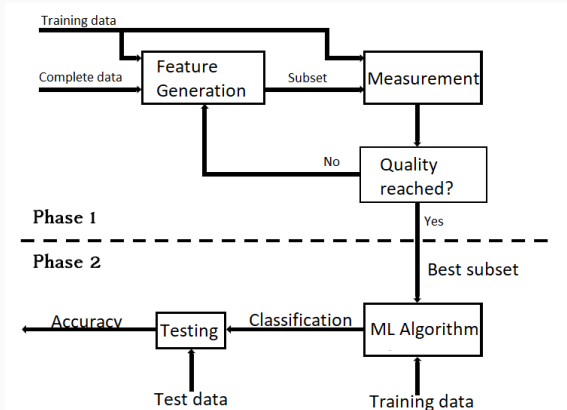 Training data
Complete data
Feature
Generation
Subset
Measurement
No
Quality
reached?
Phase 1
Yes
Phase 2
Best subset
Accuracy
Testing
Classification
ML Algorithm
Test data
Training data